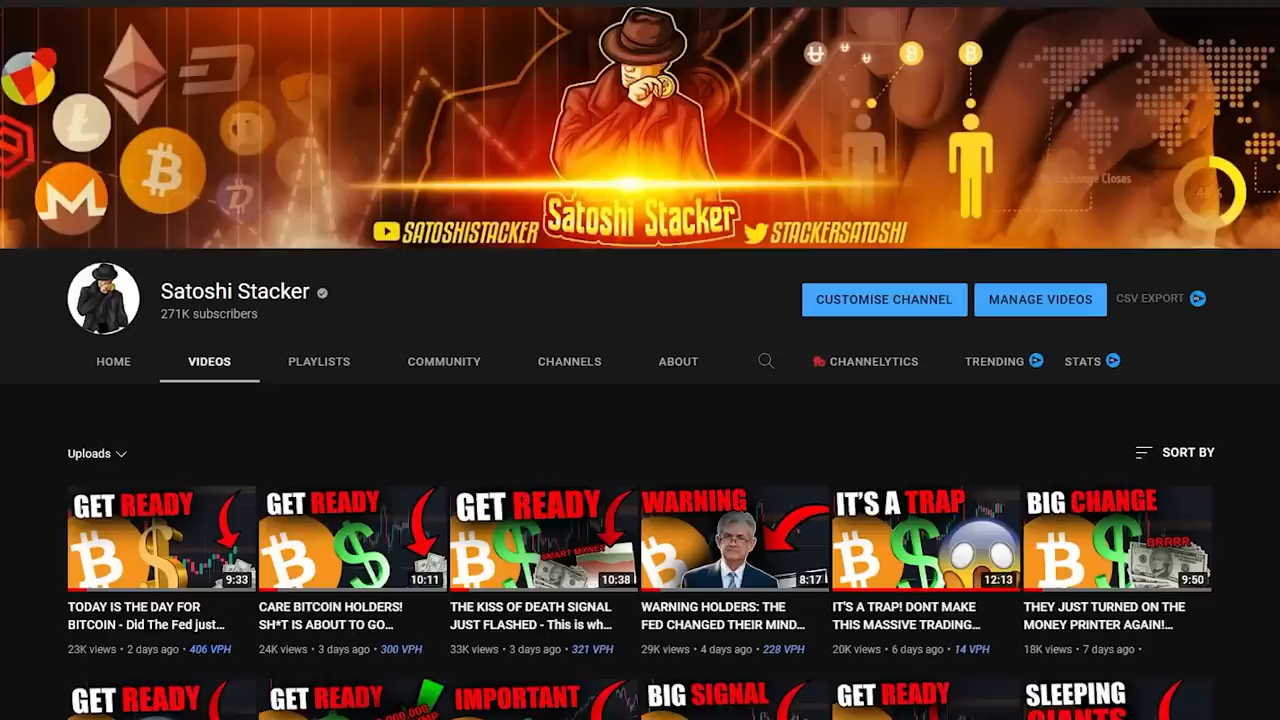 Exchange Closes
SATOSHISTACKER
Satoshi Stacker
STACKERSATOSHI
Satoshi Stacker
271K subscribers
CUSTOMISE CHANNEL
MANAGE VIDEOS
CSV EXPORT
HOME
VIDEOS
PLAYLISTS
COMMUNITY
CHANNELS
ABOUT
CHANNELYTICS
TRENDING
STATS
Uploads
SORT BY
GET READY
9:33
GET READY
10:11
GET READY
SMART MONEY
10:38
WARNING
8:17
IT'S A TRAP
12:13
BIG CHANGE
BRRRR
9:50
TODAY IS THE DAY FOR
BITCOIN - Did The Fed just...
23K views • 2 days ago • 406 VPH
CARE BITCOIN HOLDERS!
SH*T IS ABOUT TO GO...
24K views • 3 days ago • 300 VPH
THE KISS OF DEATH SIGNAL
JUST FLASHED - This is wh...
33K views • 3 days ago • 321 VPH
WARNING HOLDERS: THE
FED CHANGED THEIR MIND...
29K views • 4 days ago • 228 VPH
IT'S A TRAP! DONT MAKE
THIS MASSIVE TRADING...
20K views • 6 days ago • 14 VPH
THEY JUST TURNED ON THE
MONEY PRINTER AGAIN!...
18K views • 7 days ago •
GET READY
GET READY
IMPORTANT
BIG SIGNAL
GET READY
SLEEPING
GIANTS